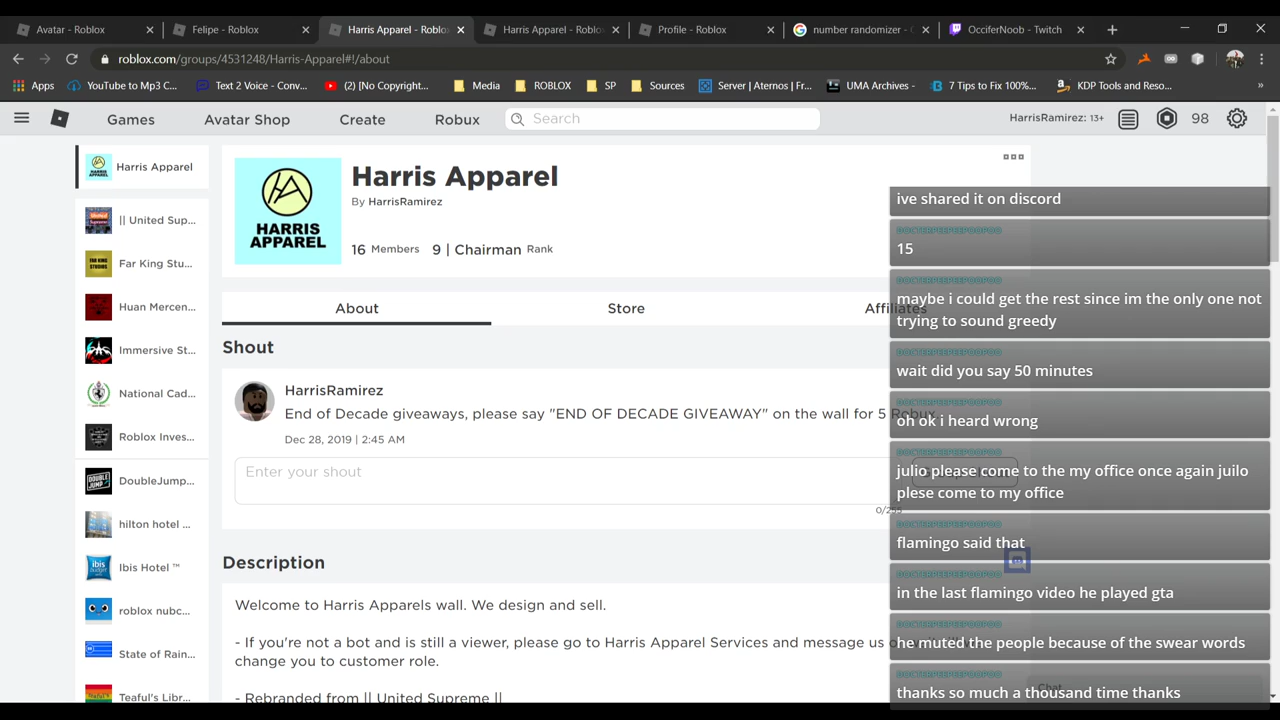 Avatar - Roblox
Felipe - Roblox
Harris Apparel - Roblox
Harris Apparel - Roblox
Profile - Roblox
number randomizer - G
OcciferNoob - Twitch
roblox.com/groups/4531248/Harris-Apparel#!/about
Apps
YouTube to Mp3 C...
Text 2 Voice - Conv...
(2) [No Copyright...
Media
ROBLOX
SP
Sources
Server | Aternos | F...
UMA Archives -
7 Tips to Fix 100%...
KDP Tools and Reso...
»
Games
Avatar Shop
Create
Robux
Search
HarrisRamirez: 13+
98
Harris Apparel
|| United Sup...
Far King Stu...
Huan Mercen...
Immersive St...
National Cad...
Roblox Inves...
DoubleJump...
hilton hotel ...
Ibis Hotel ™
roblox nubc...
State of Rain...
Teaful's Libr...
HARRIS
APPAREL
Harris Apparel
By HarrisRamirez
16 Members
9 | Chairman Rank
About
Store
Affiliates
Shout
HarrisRamirez
End of Decade giveaways, please say "END OF DECADE GIVEAWAY" on the wall for 5 Robux
Dec 28, 2019 | 2:45 AM
Enter your shout
0/255
Description
Welcome to Harris Apparels wall. We design and sell.
- If you're not a bot and is still a viewer, please go to Harris Apparel Services and message us
change you to customer role.
- Rebranded from || United Supreme ||
ive shared it on discord
DOCTERPEEPEEPOOPOO
15
DOCTERPEEPEEPOOPOO
maybe i could get the rest since im the only one not
trying to sound greedy
DOCTERPEEPEEPOOPOO
wait did you say 50 minutes
DOCTERPEEPEEPOOPOO
oh ok i heard wrong
DOCTERPEEPEEPOOPOO
julio please come to the my office once again juilo
plese come to my office
DOCTERPEEPEEPOOPOO
flamingo said that
DOCTERPEEPEEPOOPOO
in the last flamingo video he played gta
DOCTERPEEPEEPOOPOO
he muted the people because of the swear words
DOCTERPEEPEEPOOPOO
thanks so much a thousand time thanks
Chat